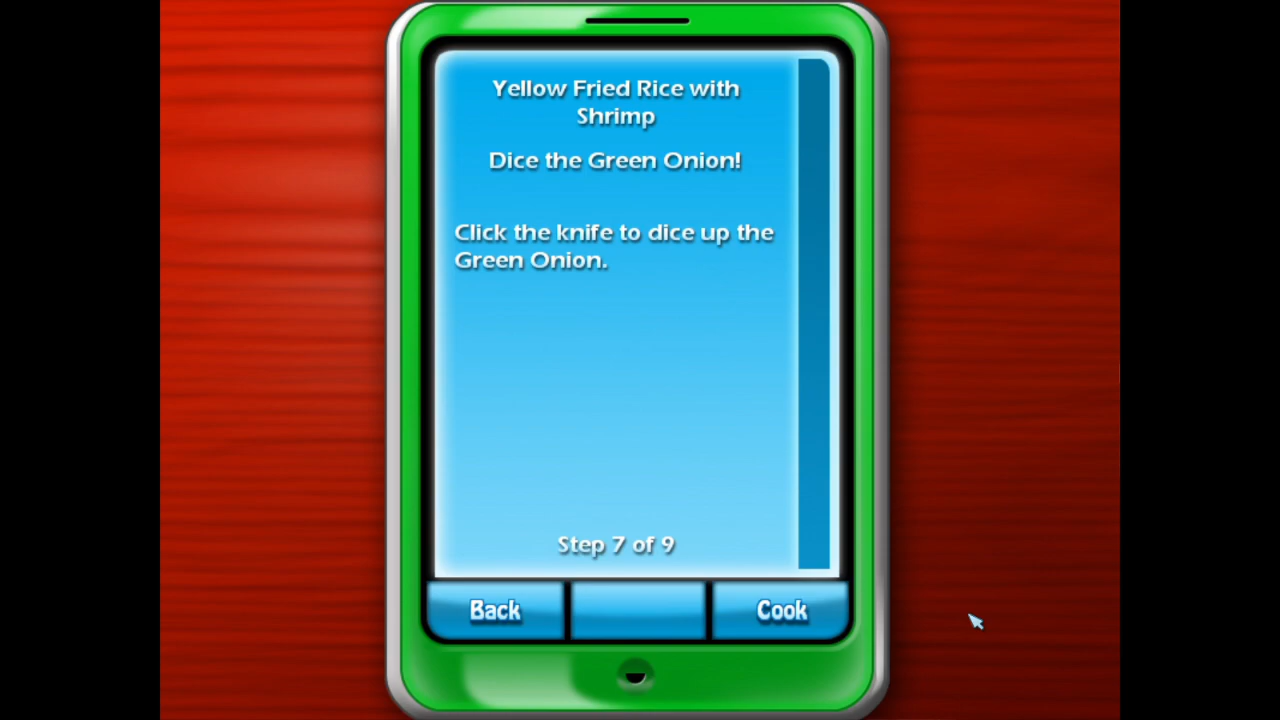 Yellow Fried Rice with
Shrimp
Dice the Green Onion!
Click the knife to dice up the
Green Onion.
Step 7 of 9
Back
Cook